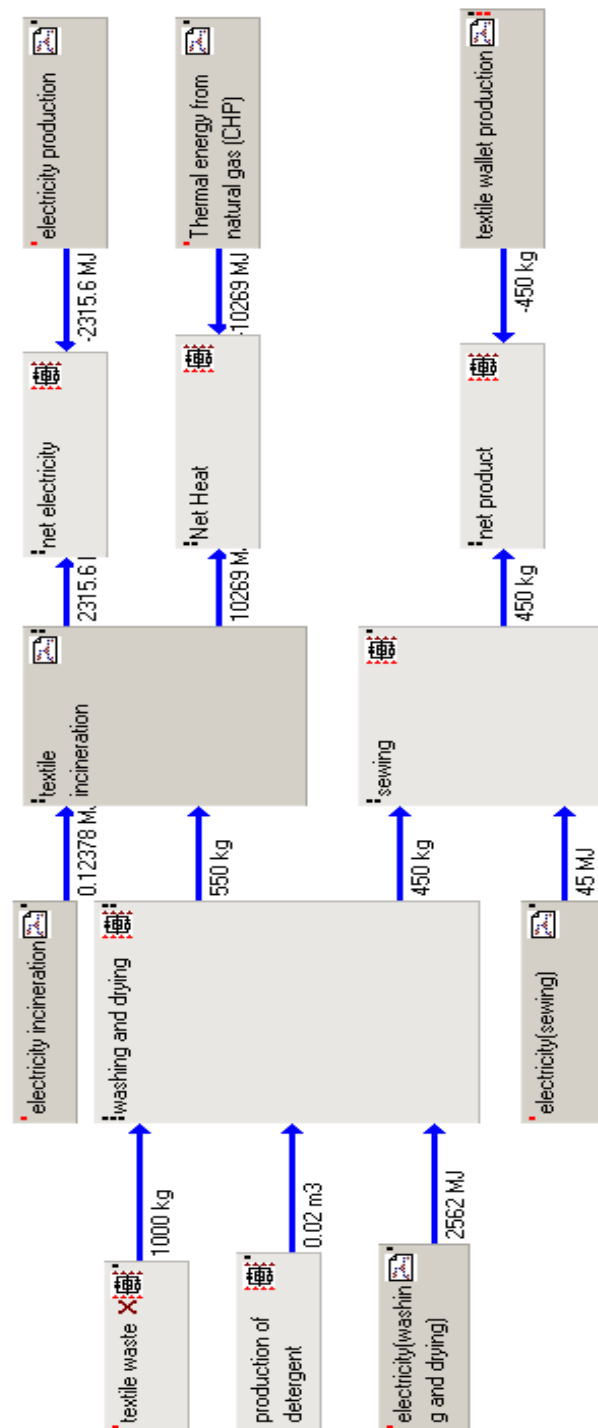 textile waste
1000 kg
production of
detergent
0.02 m3
electricity(washin
g and drying)
2562 MJ
electricity incineration
0.12378 M
washing and drying
550 kg
450 kg
electricity(sewing)
45 MJ
textile
incineration
2315.6
10269 M
sewing
450 kg
net electricity
-2315.6 MJ
Net Heat
-10269 MJ
net product
-450 kg
electricity production
Thermal energy from
natural gas (CHP)
textile wallet production